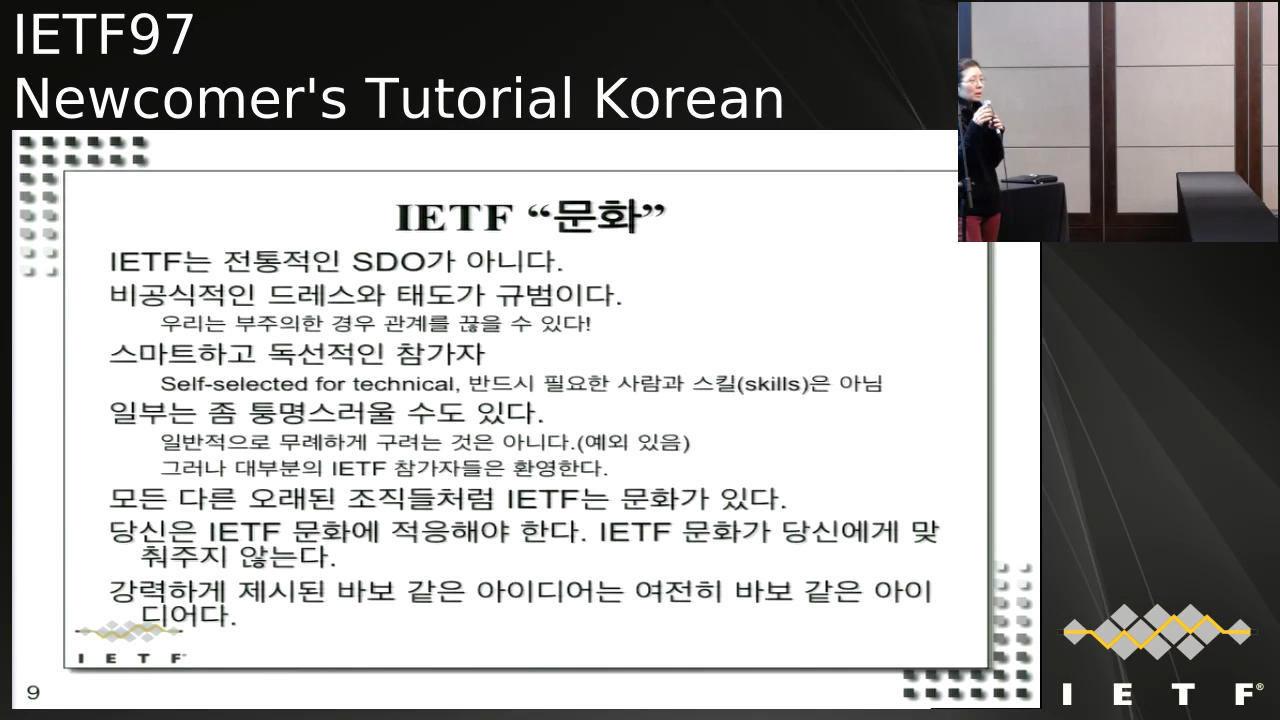 IETF97
Newcomer's Tutorial Korean
IETF “문화”
IETF는 전통적인 SDO가 아니다.
비공식적인 드레스와 태도가 규범이다.
우리는 부주의한 경우 관계를 끊을 수 있다!
스마트하고 독선적인 참가자
Self-selected for technical, 반드시 필요한 사람과 스킬(skills)은 아님
일부는 좀 퉁명스러울 수도 있다.
일반적으로 무례하게 구려는 것은 아니다.(예외 있음)
그러나 대부분의 IETF 참가자들은 환영한다.
모든 다른 오래된 조직들처럼 IETF는 문화가 있다.
당신은 IETF 문화에 적응해야 한다. IETF 문화가 당신에게 맞
춰주지 않는다.
강력하게 제시된 바보 같은 아이디어는 여전히 바보 같은 아이
디어다.
I E T F
9
I E T F®